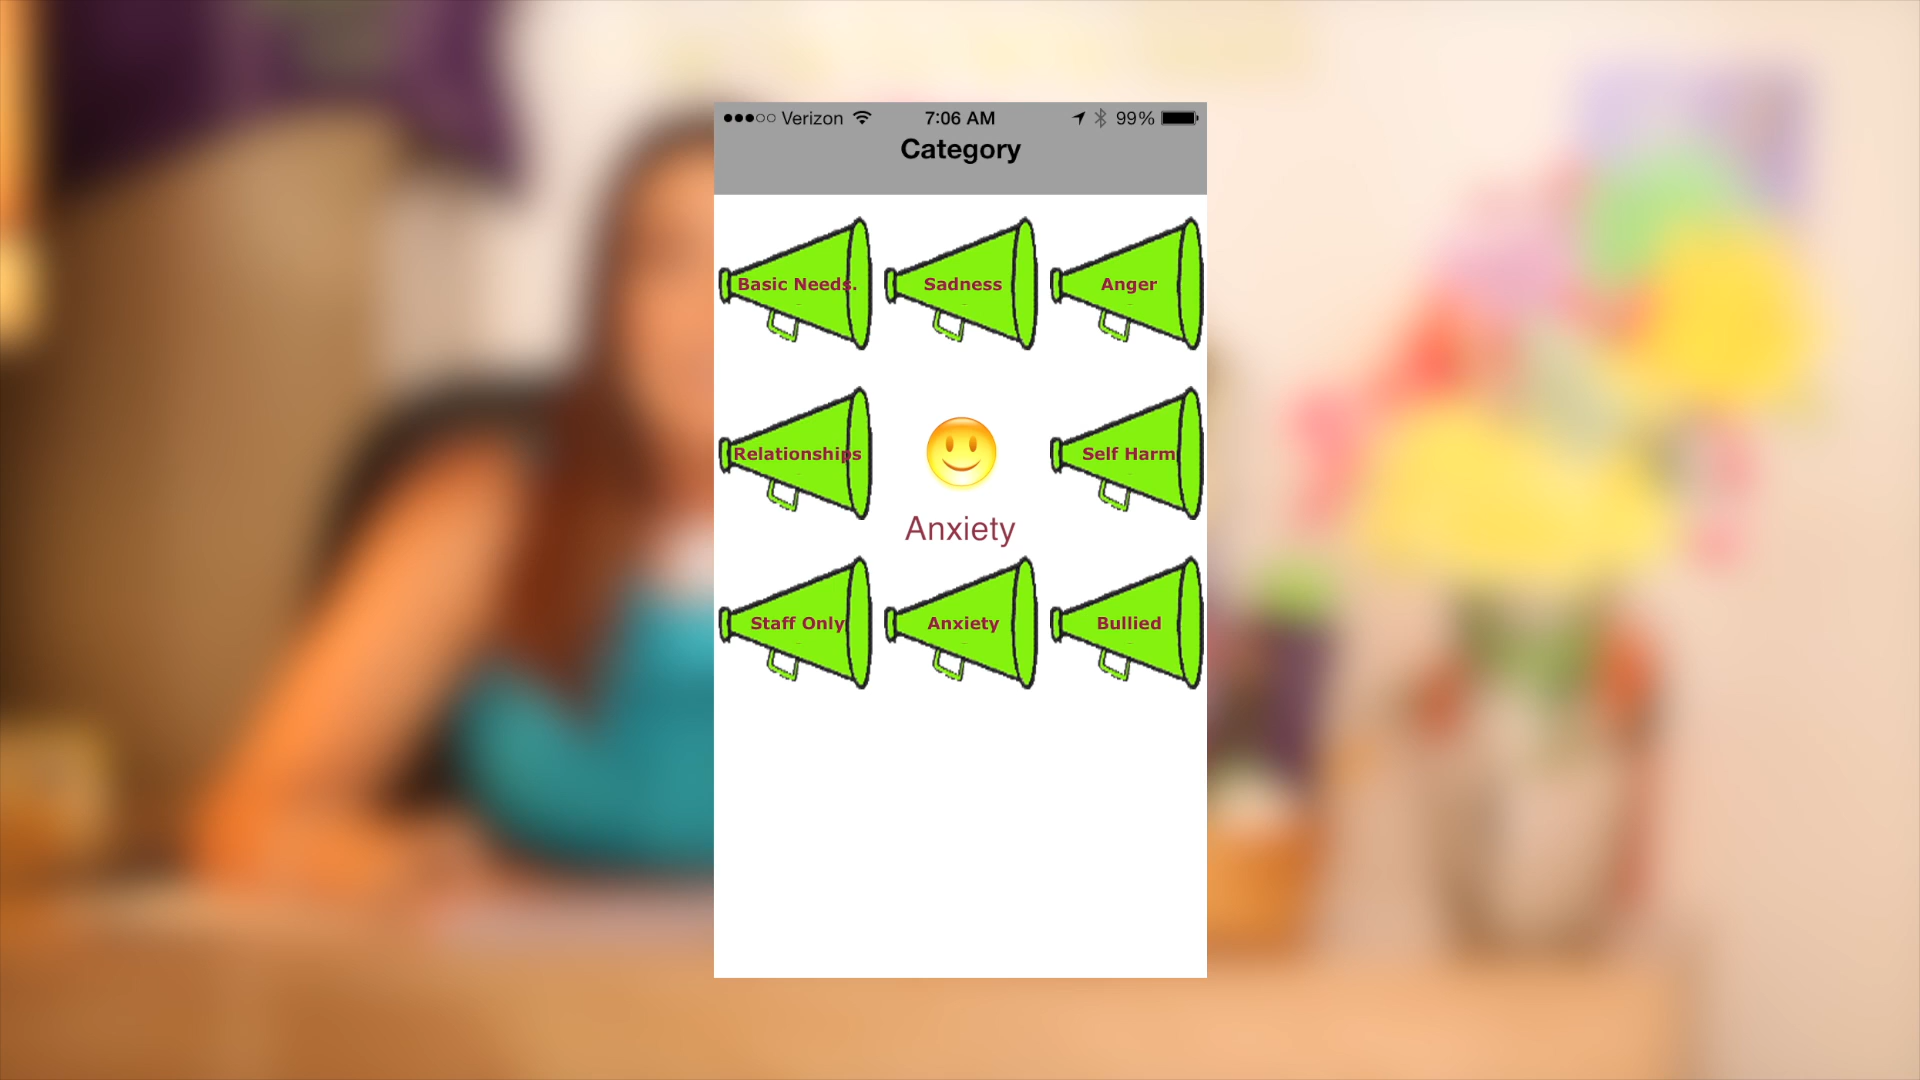 Verizon 7:06 AM 99%
Category
Basic Needs. Sadness Anger
Relationships Self Harm
Anxiety
Staff Only Anxiety Bullied